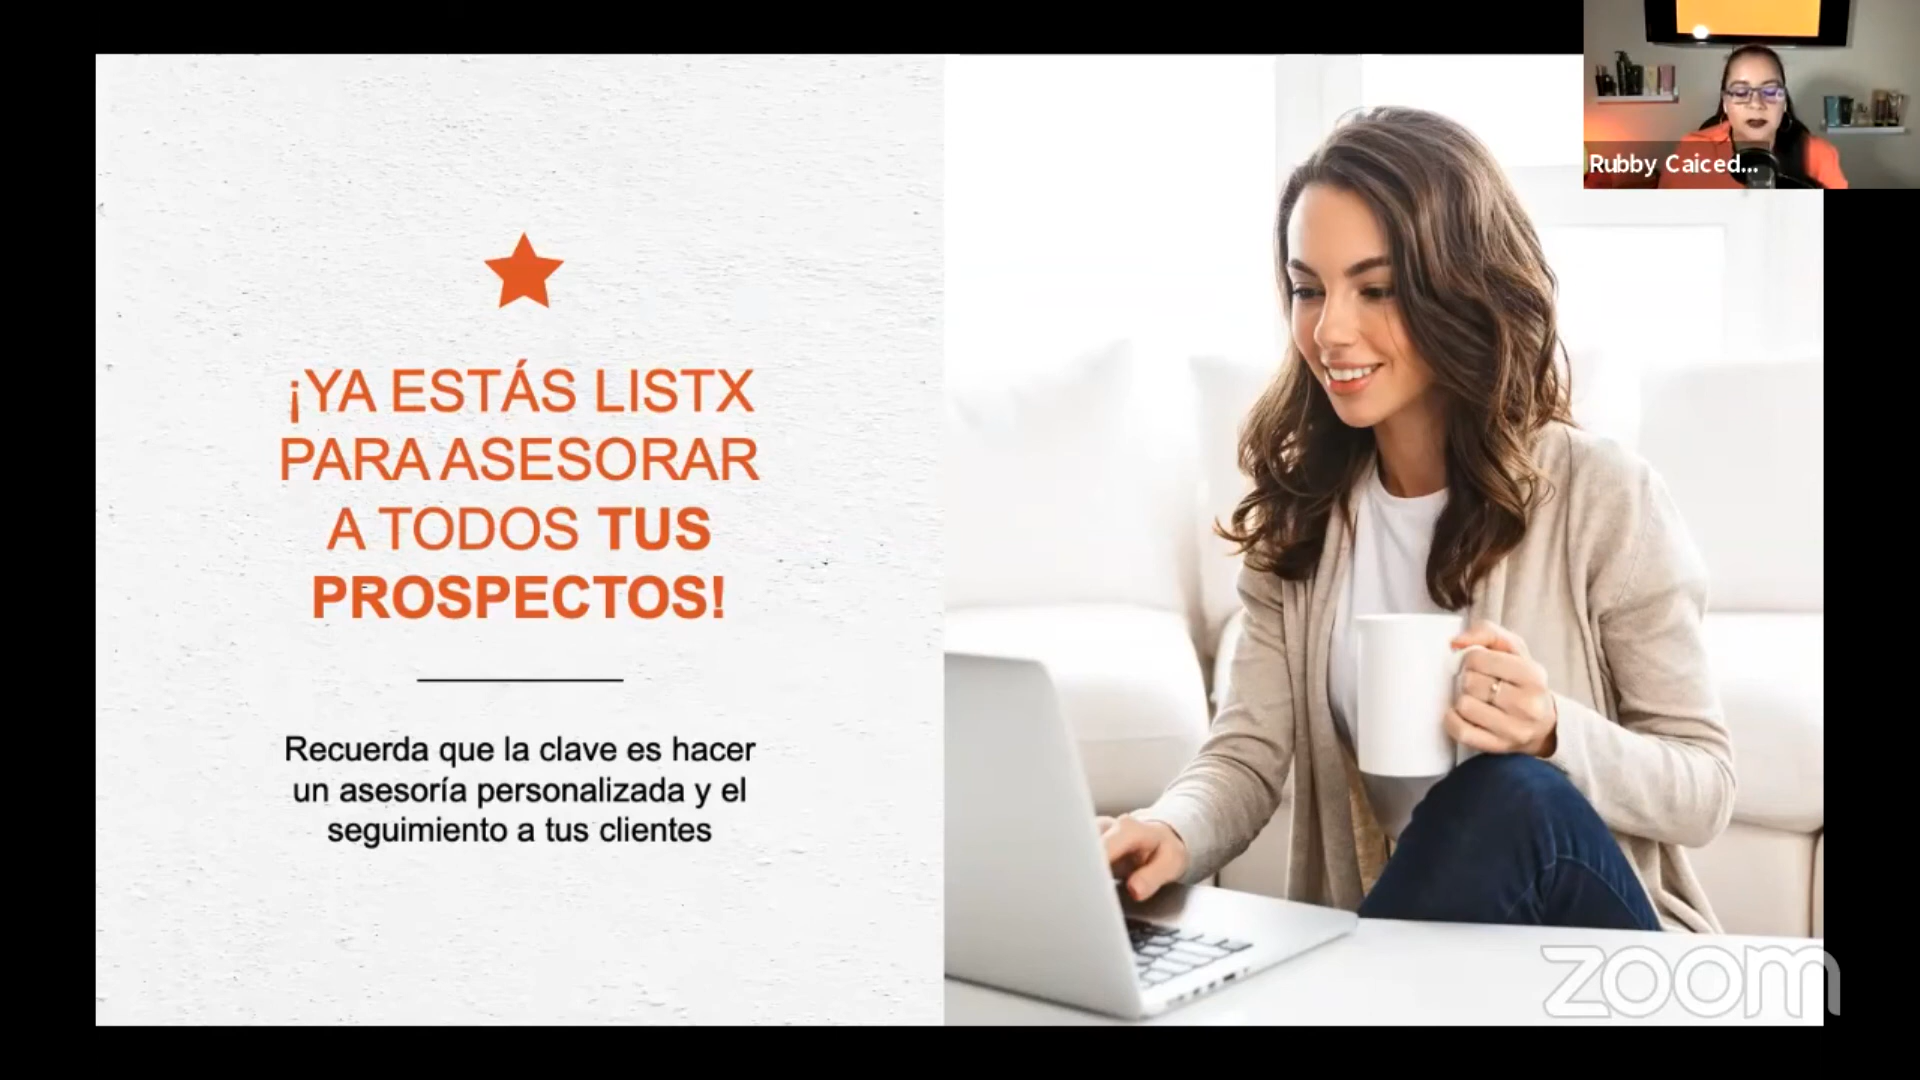 ¡YA ESTÁS LISTX
PARA ASESORAR
A TODOS TUS
PROSPECTOS!
Recuerda que la clave es hacer
un asesoría personalizada y el
seguimiento a tus clientes
Rubby Caiced...
zoom